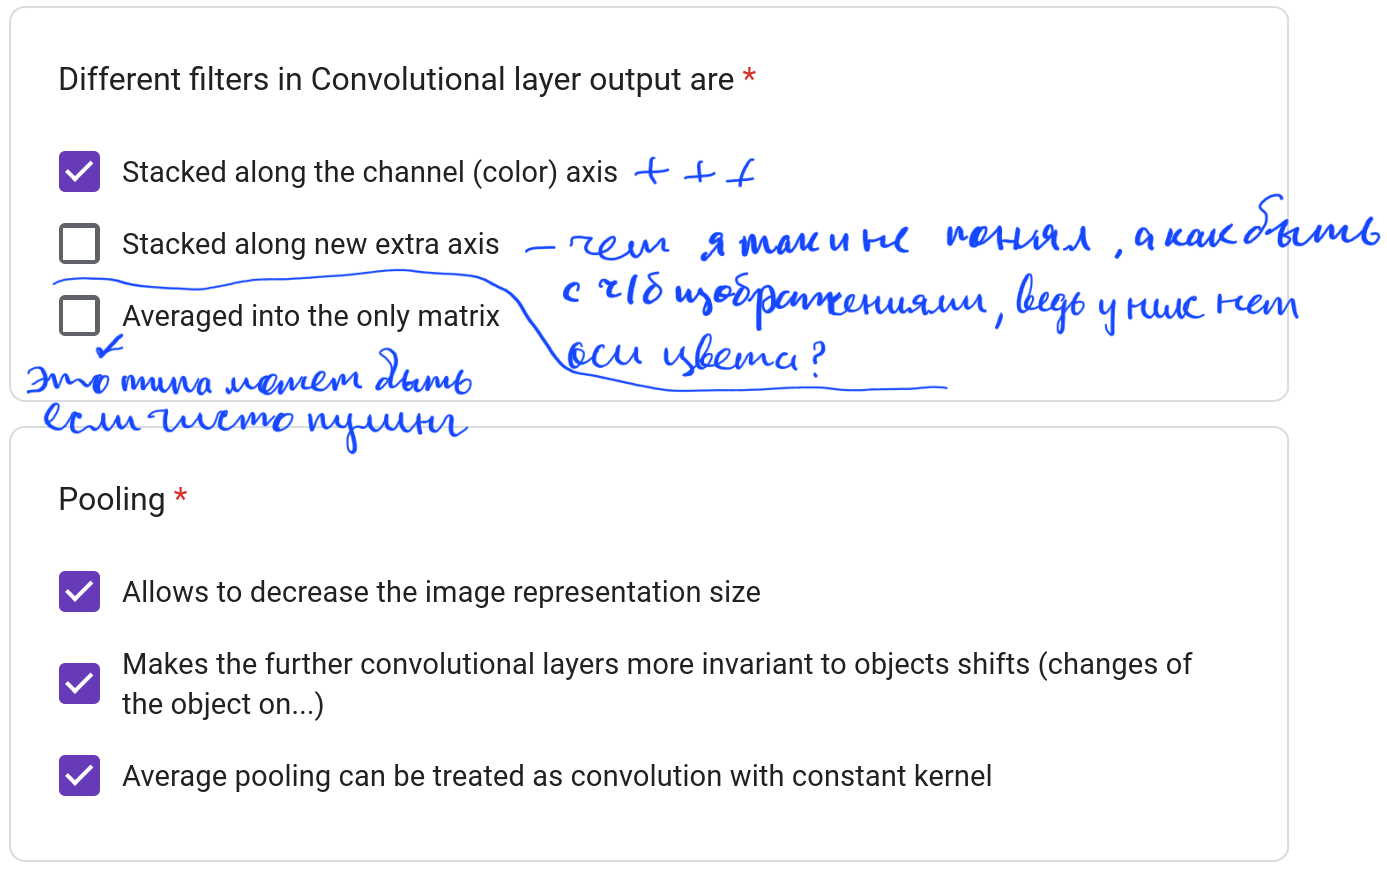 Different filters in Convolutional layer output are *
Stacked along the channel (color) axis + + +
Stacked along new extra axis – чем я так и не понял, а как быть
с ч/б изображениями, ведь у них нет
Averaged into the only matrix
оси цвета?
это типа может быть
если чисто пулинг
Pooling *
Allows to decrease the image representation size
Makes the further convolutional layers more invariant to objects shifts (changes of
the object on...)
Average pooling can be treated as convolution with constant kernel